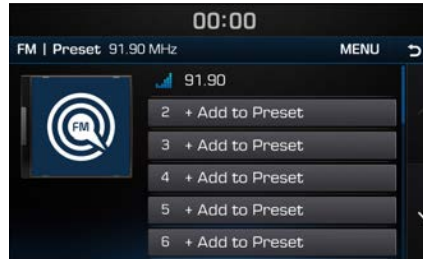 00:00
FM | Preset 91.90 MHz MENU
91.90
FM
2 + Add to Preset
3 + Add to Preset
4 + Add to Preset
5 + Add to Preset
6 + Add to Preset